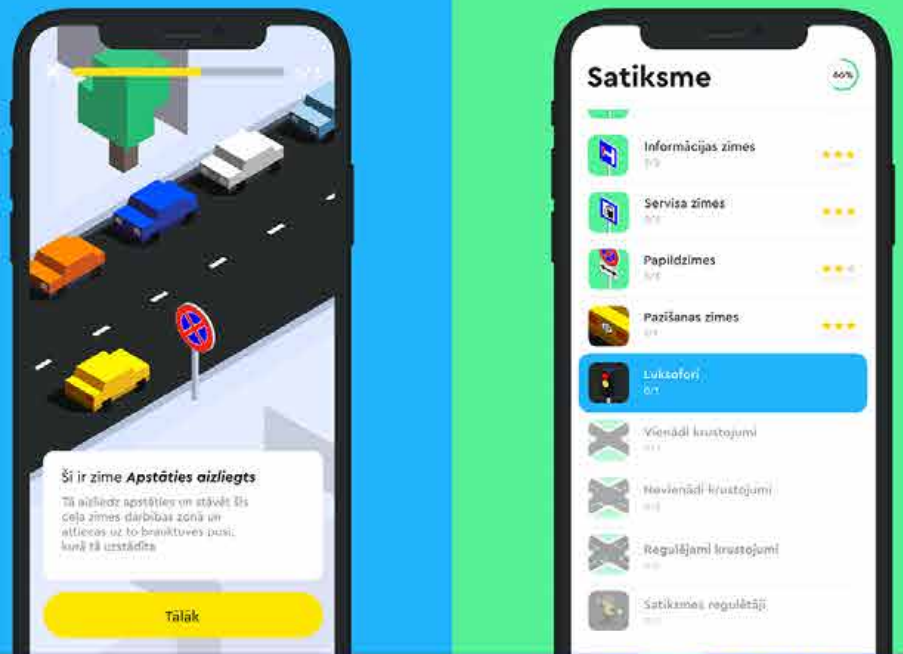 Šī ir zīme Apstāties aizliegts
Tā aizliedz apstāties un stāvēt šīs
ceļa zīmes darbības zonā un
attiecas uz to brauktuves pusi,
kurā tā uzstādīta
Tālāk
Satiksme
66%
Informācijas zīmes
Servisa zīmes
Papildzīmes
Pazīšanas zīmes
Luksofori
0/1
Vienādi krustojumi
Nevienādi krustojumi
Regulējami krustojumi
Satiksmes regulētāji